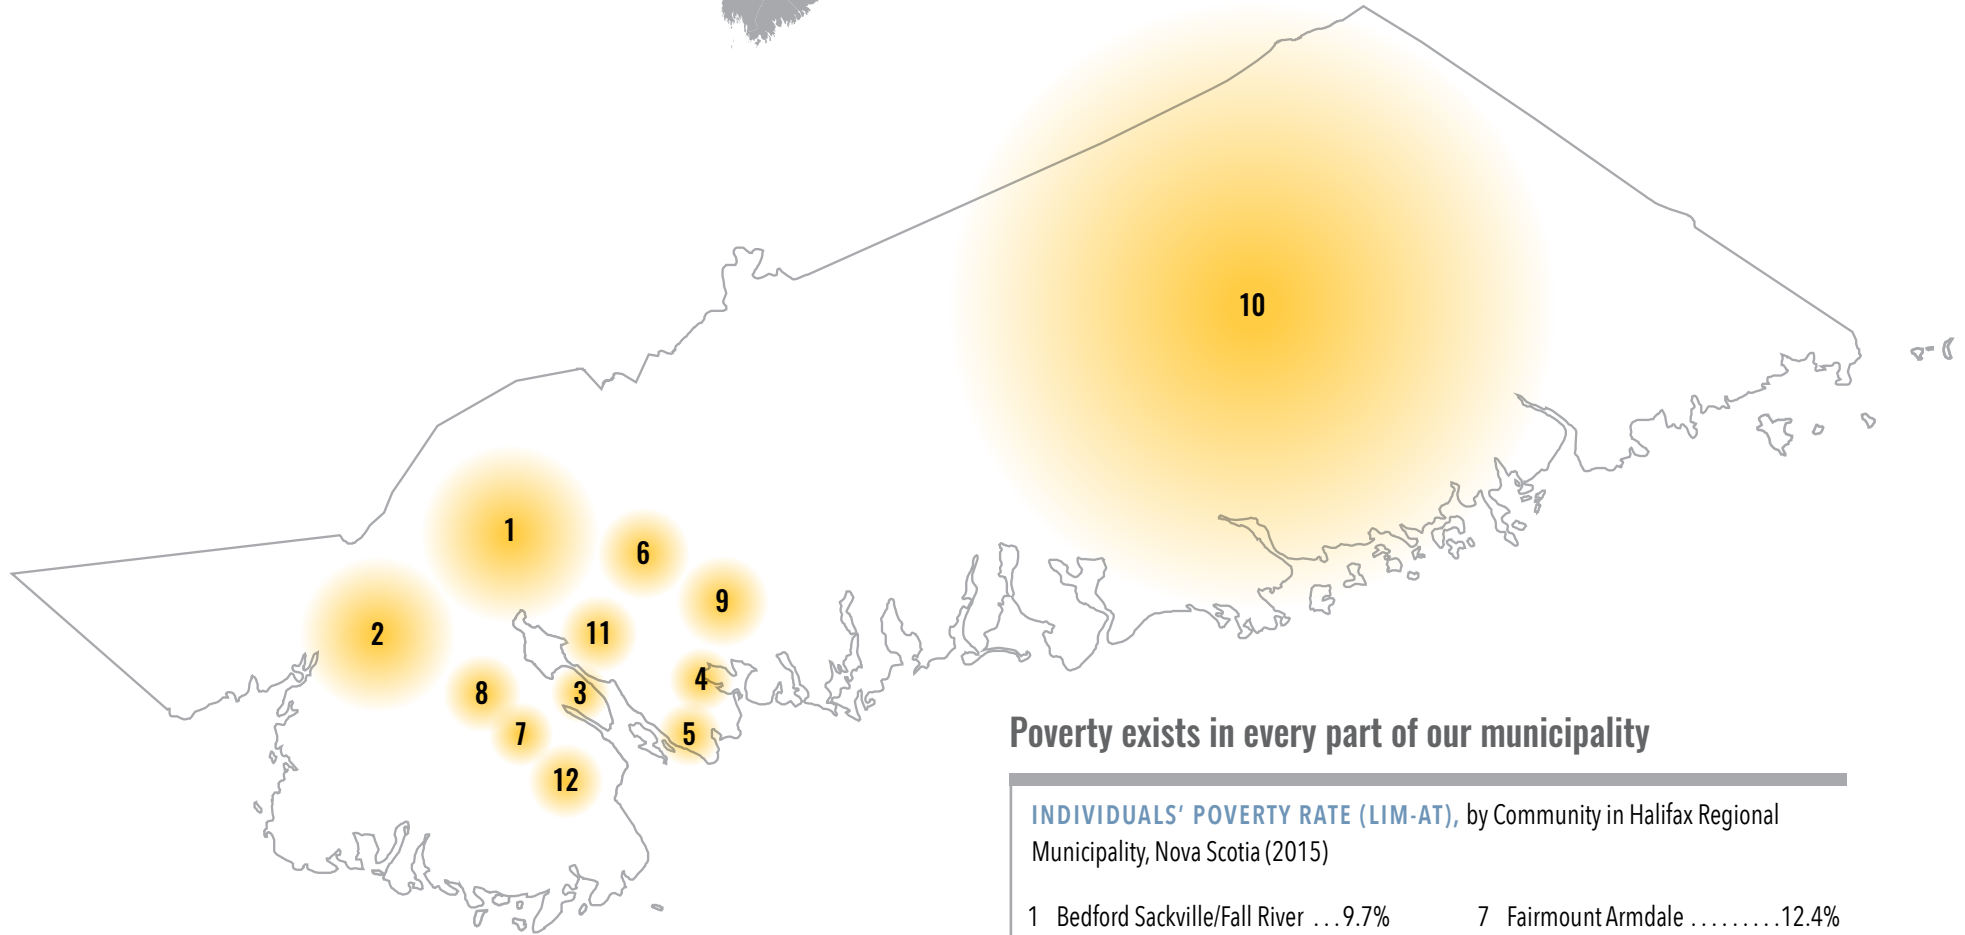 10
1
6
9
2
11
4
8
3
7
5
12
Poverty exists in every part of our municipality
INDIVIDUALS’ POVERTY RATE (LIM-AT), by Community in Halifax Regional
Municipality, Nova Scotia (2015)
1 Bedford Sackville/Fall River ...9.7%
7 Fairmount Armdale .........12.4%